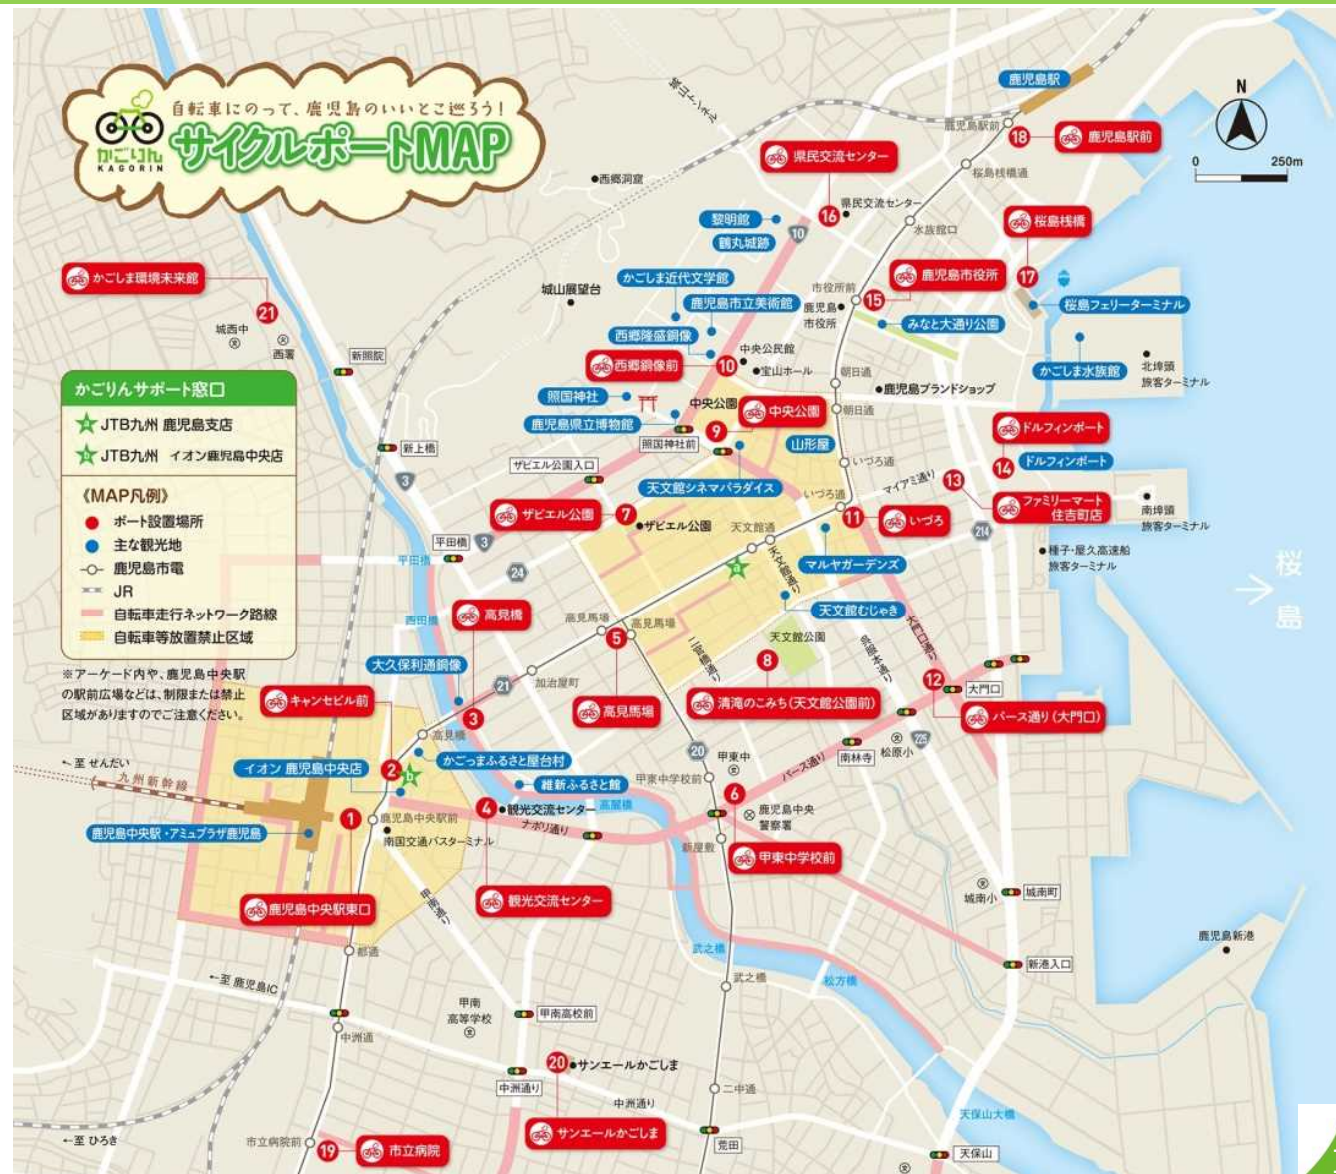 自転車にのって、鹿児島のいいとこ巡ろう!
かごりん
KAGORIN
サイクルポートMAP
城山トンネル
鹿児島駅
N
0 250m
鹿児島駅前
18
鹿児島駅前
桜島桟橋通
県民交流センター
西郷洞窟
16
県民交流センター
黎明館
鶴丸城跡
10
水族館口
桜島桟橋
17
かごしま環境未来館
21
城西中
西署
城山展望台
かごしま近代文学館
鹿児島市立美術館
西郷隆盛銅像
市役所前
15
鹿児島市役所
鹿児島
市役所
みなと大通り公園
桜島フェリーターミナル
かごしま水族館
北埠頭
旅客ターミナル
新照院
西郷銅像前
10
中央公民館
宝山ホール
朝日通
朝日通
鹿児島ブランドショップ
かごりんサポート窓口
a JTB九州 鹿児島支店
b JTB九州 イオン鹿児島中央店
《MAP凡例》
ポート設置場所
主な観光地
鹿児島市電
JR
自転車走行ネットワーク路線
自転車等放置禁止区域
※アーケード内や、鹿児島中央駅
の駅前広場などは、制限または禁止
区域がありますのでご注意ください。
照国神社
中央公園
9
中央公園
鹿児島県立博物館
照国神社前
山形屋
ドルフィンポート
14
ドルフィンポート
新上橋
3
ザビエル公園入口
天文館シネマパラダイス
いづろ通
いづろ通
マイアミ通り
13
ファミリーマート
住吉町店
南埠頭
旅客ターミナル
ザビエル公園
7
ザビエル公園
天文館通
11
いづろ
214
種子・屋久高速船
旅客ターミナル
平田橋
平田橋
3
24
a
天文館通り
マルヤガーデンズ
天文館むじゃき
桜島
西田橋
高見橋
高見馬場
5
高見馬場
二官橋通り
天文館公園
8
清滝のこみち(天文館公園前)
大門口通り
12
大門口
パース通り(大門口)
大久保利通銅像
21
加治屋町
3
高見馬場
キャンセビル前
高見橋
2
b
かごっまふるさと屋台村
イオン 鹿児島中央店
維新ふるさと館
20
甲東中
甲東中学校前
南林寺
225
松原小
パース通り
←至 せんだい
九州新幹線
鹿児島中央駅・アミュプラザ鹿児島
1
鹿児島中央駅前
南国交通バスターミナル
4
観光交流センター
高麗橋
ナポリ通り
6
鹿児島中央
警察署
新屋敷
甲東中学校前
鹿児島中央駅東口
甲南通り
観光交流センター
城南小
城南町
都通
武之橋
武之橋
松方橋
新港入口
鹿児島新港
←至 鹿児島IC
甲南
高等学校
甲南高校前
中洲通
20
サンエールかごしま
中洲通り
中洲通り
二中通
サンエールかごしま
天保山大橋
←至 ひろき
市立病院前
19
市立病院
荒田
天保山